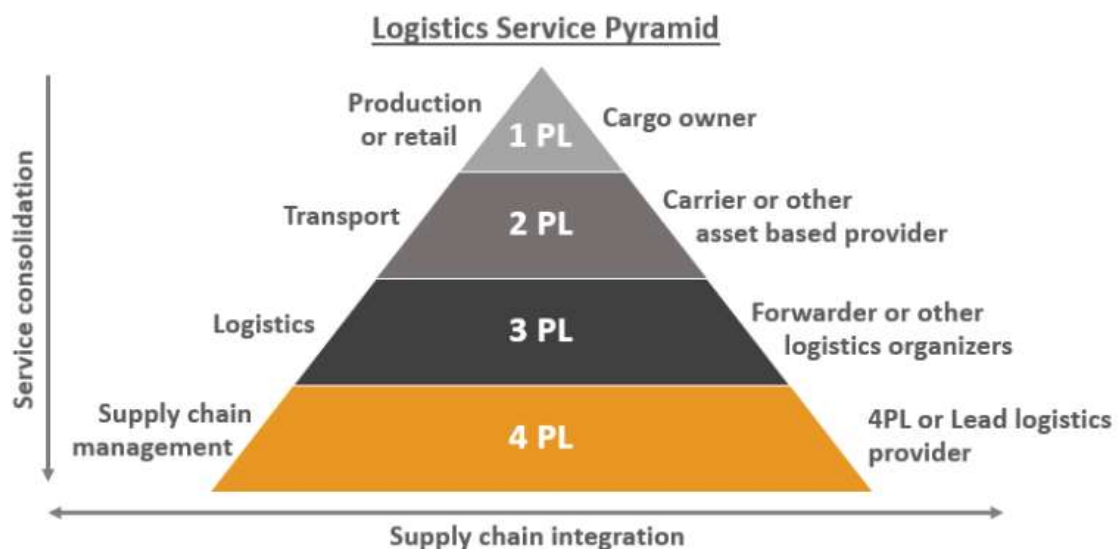 Logistics Service Pyramid
Service consolidation
Production
or retail
1 PL
Cargo owner
Transport
2 PL
Carrier or other
asset based provider
Logistics
3 PL
Forwarder or other
logistics organizers
Supply chain
management
4 PL
4PL or Lead logistics
provider
Supply chain integration